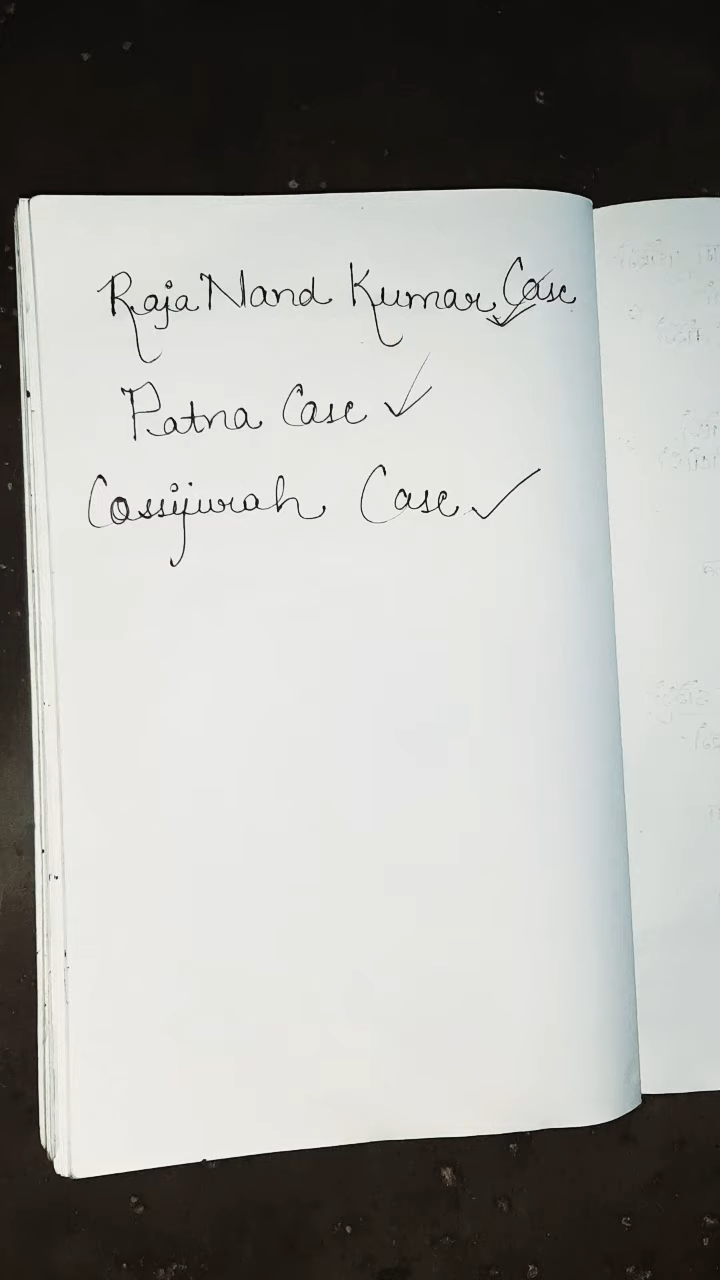 Raja Nand Kumar Case ✓
Patna Case ✓
Cossijurah Case ✓